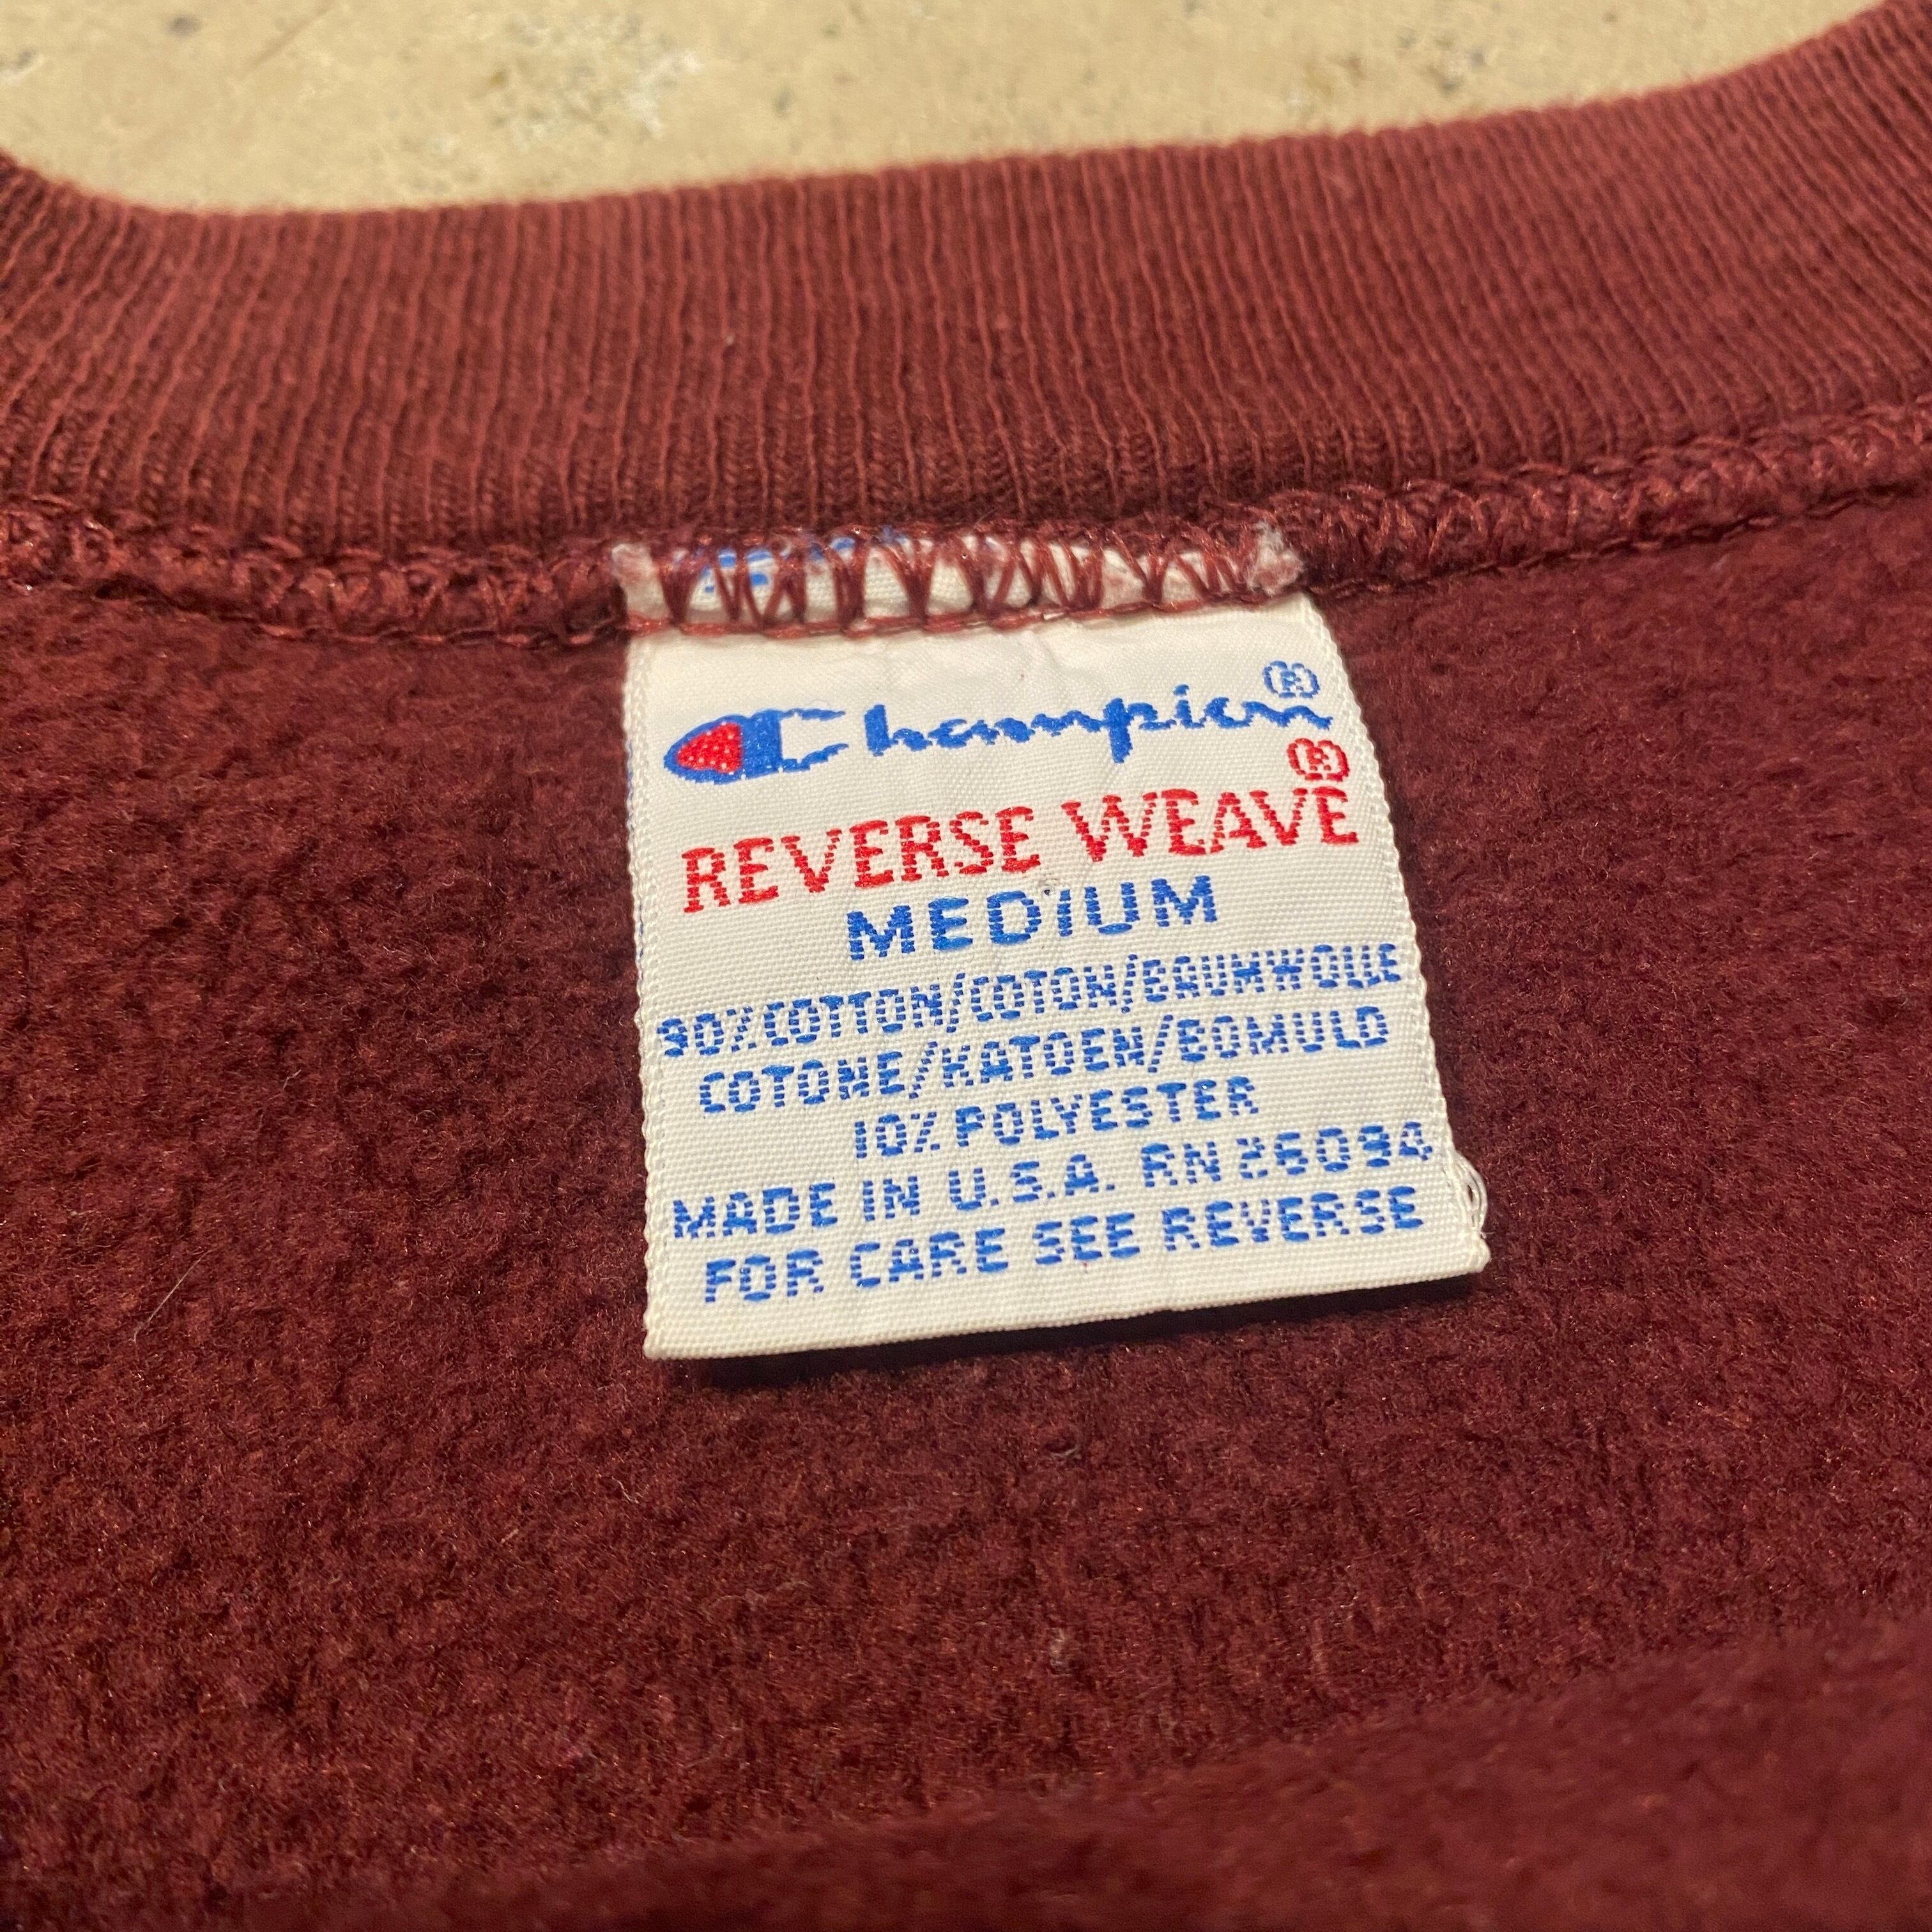 Champion®
®
REVERSE WEAVE
MEDIUM
90% COTTON/COTON/BAUMWOLLE
COTONE/KATOEN/BOMULD
10% POLYESTER
MADE IN U.S.A. RN 26094
FOR CARE SEE REVERSE